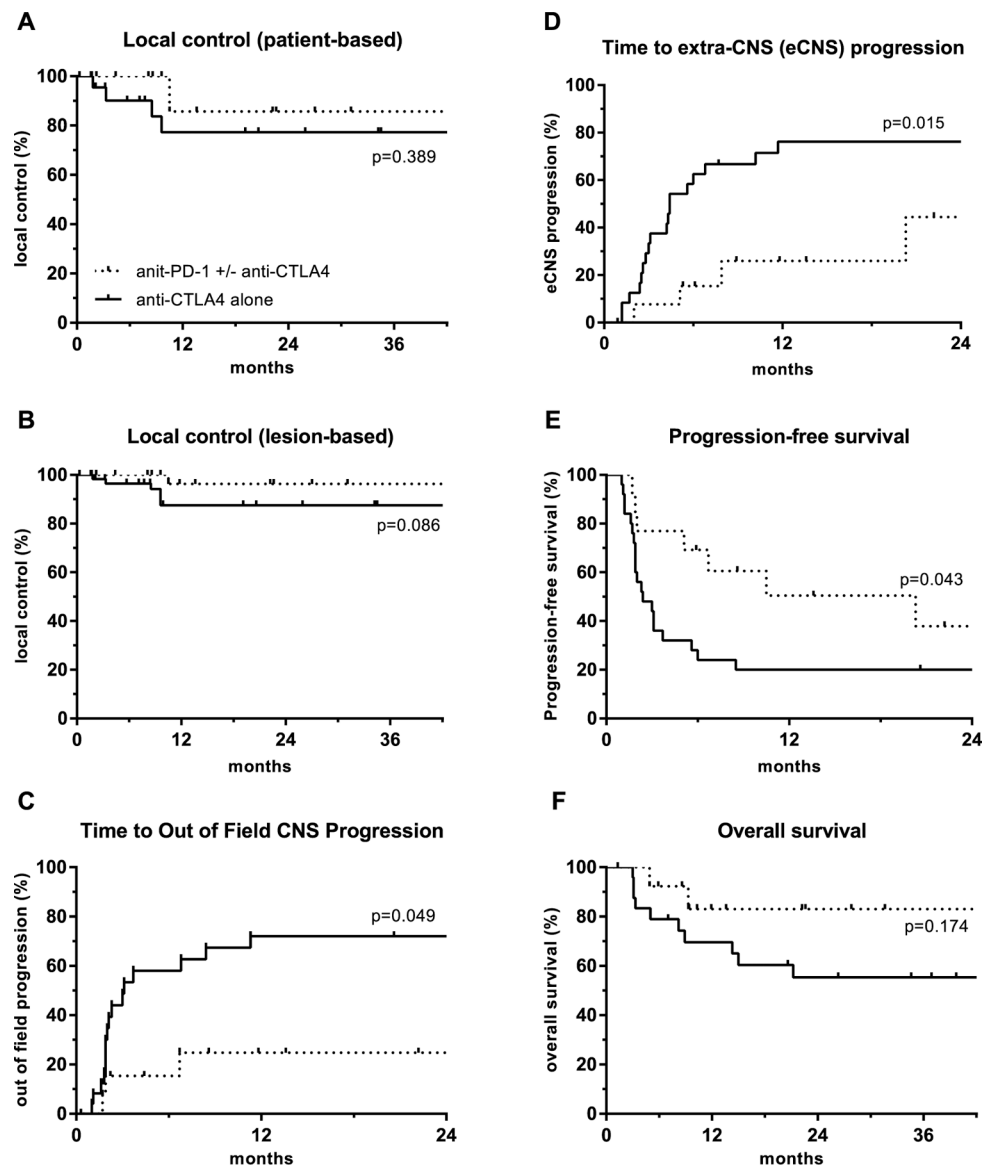 A
Local control (patient-based)
100
80
60
40
20
0
local control (%)
p=0.389
anit-PD-1 +/- anti-CTLA4
anti-CTLA4 alone
0 12 24 36
months
B
Local control (lesion-based)
100
80
60
40
20
0
local control (%)
p=0.086
0 12 24 36
months
C
Time to Out of Field CNS Progression
100
80
60
40
20
0
out of field progression (%)
p=0.049
0 12 24
months
D
Time to extra-CNS (eCNS) progression
100
80
60
40
20
0
eCNS progression (%)
p=0.015
0 12 24
months
E
Progression-free survival
100
80
60
40
20
0
Progression-free survival (%)
p=0.043
0 12 24
months
F
Overall survival
100
80
60
40
20
0
overall survival (%)
p=0.174
0 12 24 36
months